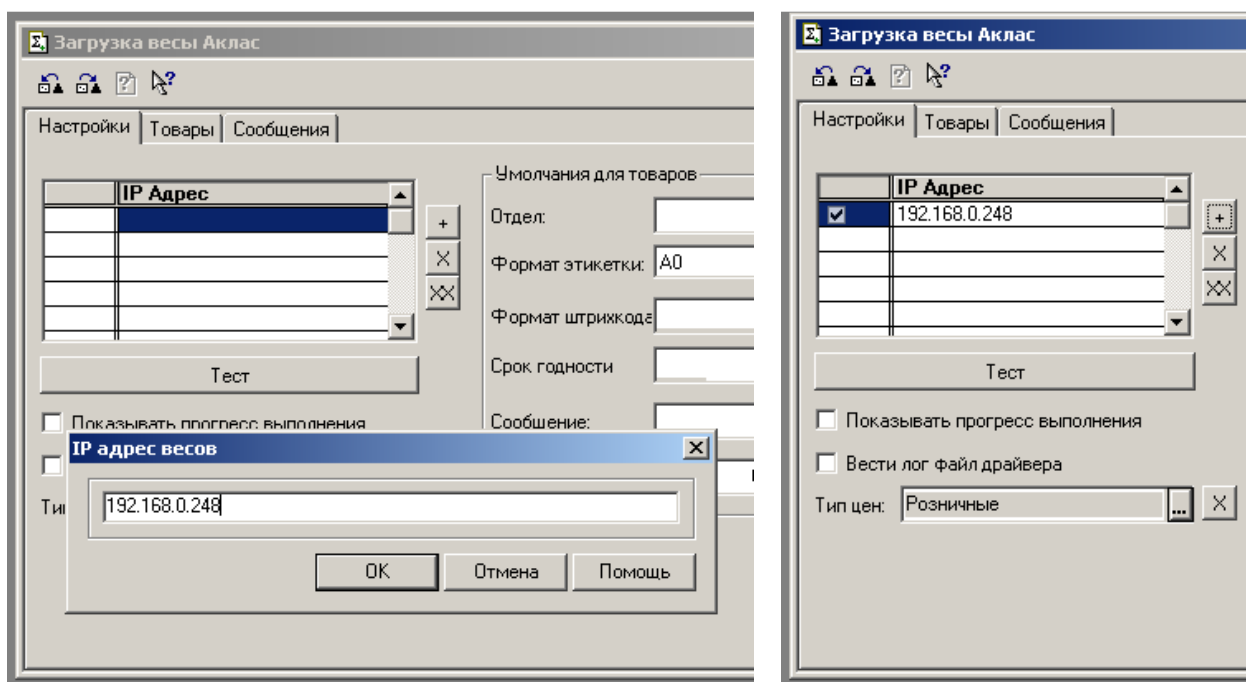 Загрузка весы Аклас
Настройки Товары Сообщения
IP Адрес
+
X
XX
Тест
Показывать прогресс выполнения
Умолчания для товаров
Отдел:
Формат этикетки: A0
Формат штрихкода
Срок годности
Сообщение:
IP адрес весов
192.168.0.248
OK Отмена Помощь
Загрузка весы Аклас
Настройки Товары Сообщения
IP Адрес
192.168.0.248
+
X
XX
Тест
Показывать прогресс выполнения
Вести лог файл драйвера
Тип цен: Розничные ... X